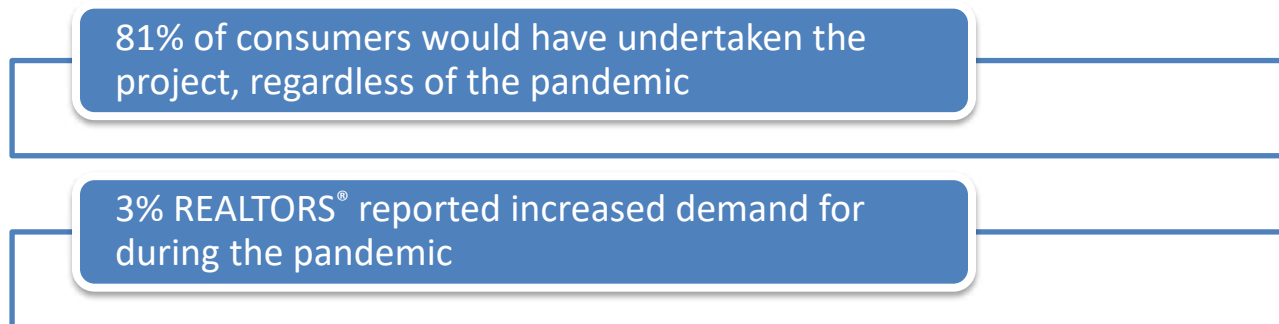 81% of consumers would have undertaken the
project, regardless of the pandemic
3% REALTORS® reported increased demand for
during the pandemic